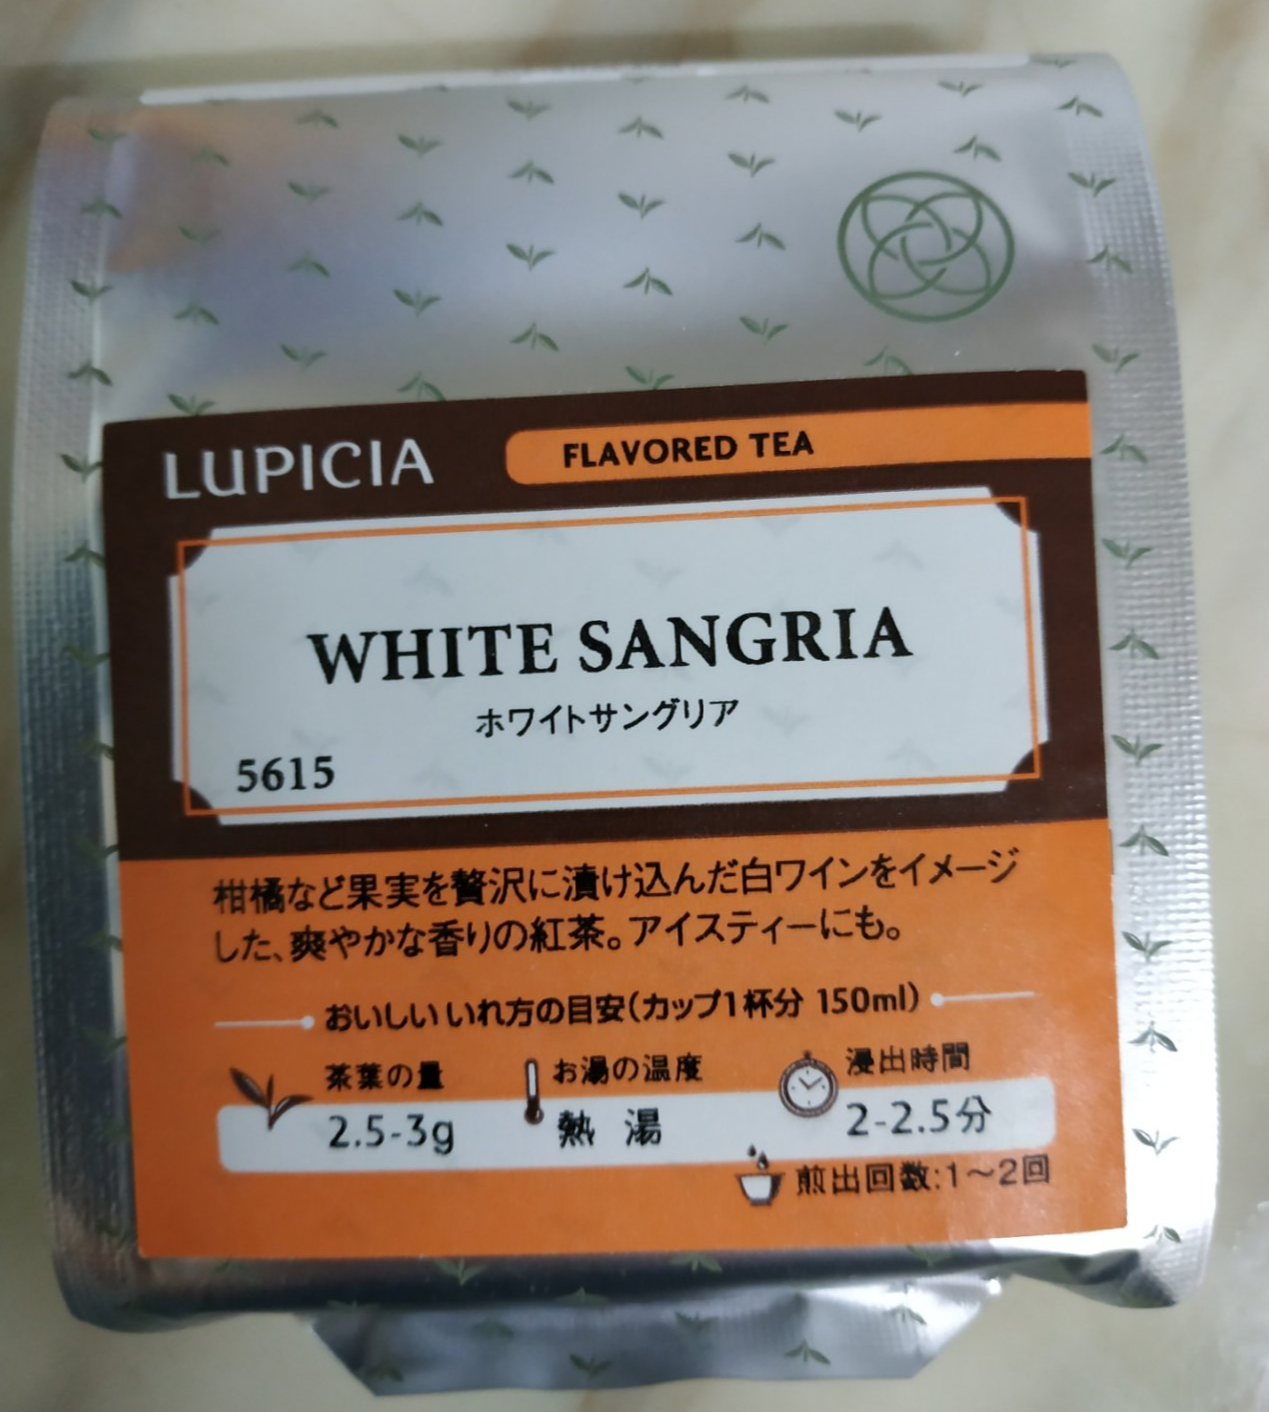 LUPICIA
FLAVORED TEA
WHITE SANGRIA
ホワイトサングリア
5615
柑橘など果実を贅沢に漬け込んだ白ワインをイメージ
した、爽やかな香りの紅茶。アイスティーにも。
おいしいいれ方の目安(カップ1杯分 150ml)
茶葉の量 お湯の温度 浸出時間
2.5-3g 熱 湯 2-2.5分
煎出回数:1〜2回